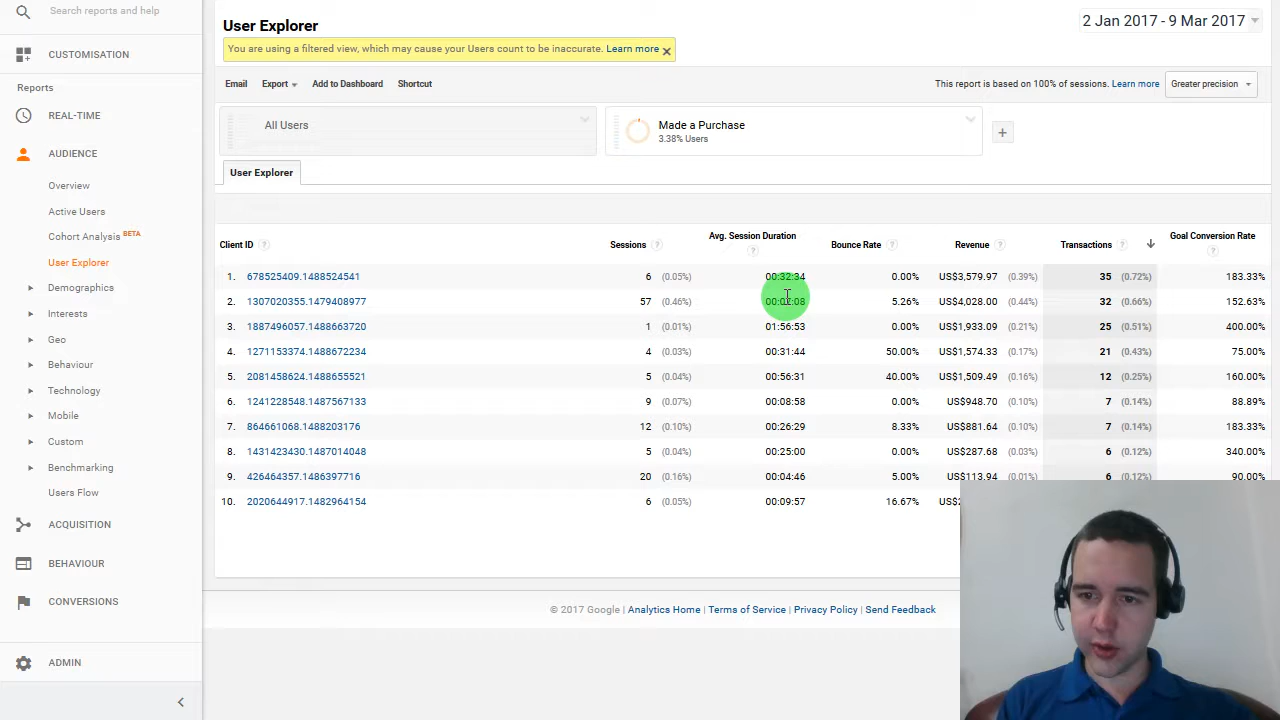 Search reports and help
CUSTOMISATION
Reports
REAL-TIME
AUDIENCE
Overview
Active Users
Cohort Analysis BETA
User Explorer
Demographics
Interests
Geo
Behaviour
Technology
Mobile
Custom
Benchmarking
Users Flow
ACQUISITION
BEHAVIOUR
CONVERSIONS
ADMIN
User Explorer
2 Jan 2017 - 9 Mar 2017
You are using a filtered view, which may cause your Users count to be inaccurate. Learn more
Email Export Add to Dashboard Shortcut
This report is based on 100% of sessions. Learn more Greater precision
All Users
Made a Purchase
3.38% Users
+
User Explorer
Client ID ? Sessions ? Avg. Session Duration ? Bounce Rate ? Revenue ? Transactions ? Goal Conversion Rate ?
1. 678525409.1488524541 6 (0.05%) 00:32:34 0.00% US$3,579.97 (0.39%) 35 (0.72%) 183.33%
2. 1307020355.1479408977 57 (0.46%) 5.26% US$4,028.00 (0.44%) 32 (0.66%) 152.63%
3. 1887496057.1488663720 1 (0.01%) 01:56:53 0.00% US$1,933.09 (0.21%) 25 (0.51%) 400.00%
4. 1271153374.1488672234 4 (0.03%) 00:31:44 50.00% US$1,574.33 (0.17%) 21 (0.43%) 75.00%
5. 2081458624.1488655521 5 (0.04%) 00:56:31 40.00% US$1,509.49 (0.16%) 12 (0.25%) 160.00%
6. 1241228548.1487567133 9 (0.07%) 00:08:58 0.00% US$948.70 (0.10%) 7 (0.14%) 88.89%
7. 864661068.1488203176 12 (0.10%) 00:26:29 8.33% US$881.64 (0.10%) 7 (0.14%) 183.33%
8. 1431423430.1487014048 5 (0.04%) 00:25:00 0.00% US$287.68 (0.03%) 6 (0.12%) 340.00%
9. 426464357.1486397716 20 (0.16%) 00:04:46 5.00% US$113.94 (0.01%) 6 (0.12%) 90.00%
10. 2020644917.1482964154 6 (0.05%) 00:09:57 16.67%
© 2017 Google | Analytics Home | Terms of Service | Privacy Policy | Send Feedback